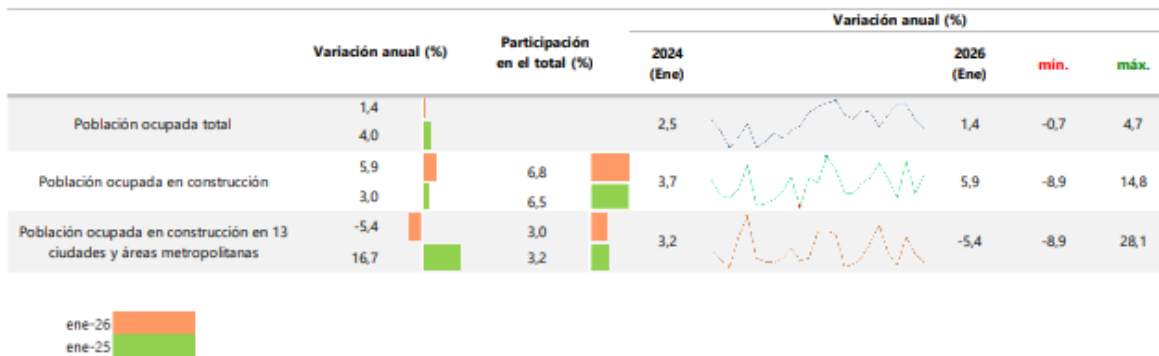 Variación anual (%)
Variación anual (%)
Participación
en el total (%)
2024
(Ene)
2026
(Ene)
mín.
máx.
Población ocupada total
1,4
4,0
2,5
1,4
-0,7
4,7
Población ocupada en construcción
5,9
3,0
6,8
6,5
3,7
5,9
-8,9
14,8
Población ocupada en construcción en 13
ciudades y áreas metropolitanas
-5,4
16,7
3,0
3,2
3,2
-5,4
-8,9
28,1
ene-26
ene-25